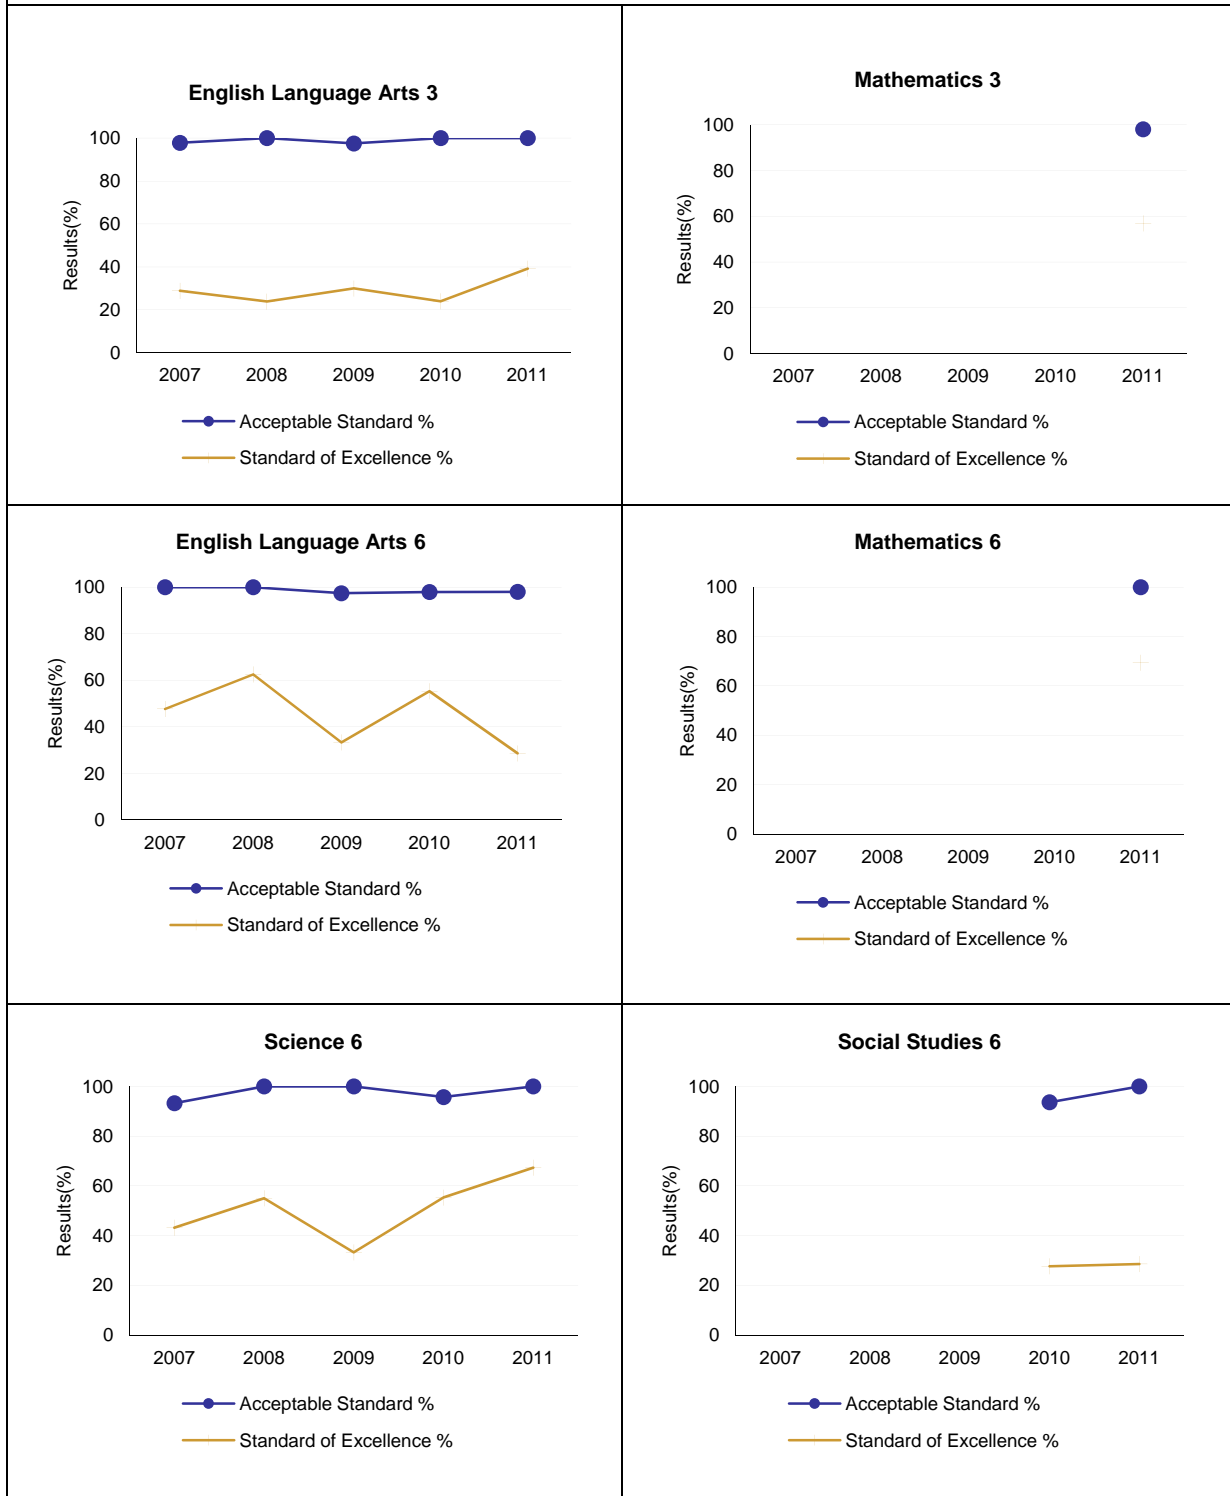 English Language Arts 3
100
80
60
40
20
0
Results(%)
2007 2008 2009 2010 2011
Acceptable Standard %
Standard of Excellence %
Mathematics 3
100
80
60
40
20
0
Results(%)
2007 2008 2009 2010 2011
Acceptable Standard %
Standard of Excellence %
English Language Arts 6
100
80
60
40
20
0
Results(%)
2007 2008 2009 2010 2011
Acceptable Standard %
Standard of Excellence %
Mathematics 6
100
80
60
40
20
0
Results(%)
2007 2008 2009 2010 2011
Acceptable Standard %
Standard of Excellence %
Science 6
100
80
60
40
20
0
Results(%)
2007 2008 2009 2010 2011
Acceptable Standard %
Standard of Excellence %
Social Studies 6
100
80
60
40
20
0
Results(%)
2007 2008 2009 2010 2011
Acceptable Standard %
Standard of Excellence %